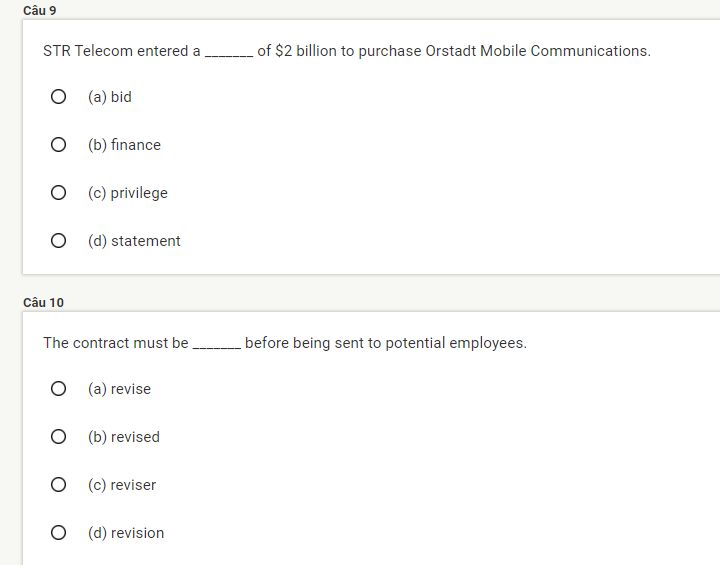 Câu 9
STR Telecom entered a _______ of $2 billion to purchase Orstadt Mobile Communications.
(a) bid
(b) finance
(c) privilege
(d) statement
Câu 10
The contract must be _______ before being sent to potential employees.
(a) revise
(b) revised
(c) reviser
(d) revision